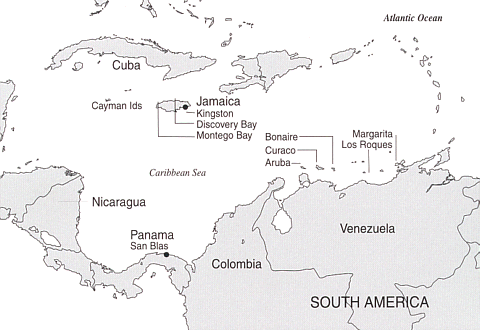 Atlantic Ocean
Cuba
Cayman Ids
Jamaica
Kingston
Discovery Bay
Montego Bay
Bonaire
Curaco
Aruba
Margarita
Los Roques
Caribbean Sea
Nicaragua
Panama
San Blas
Venezuela
Colombia
SOUTH AMERICA